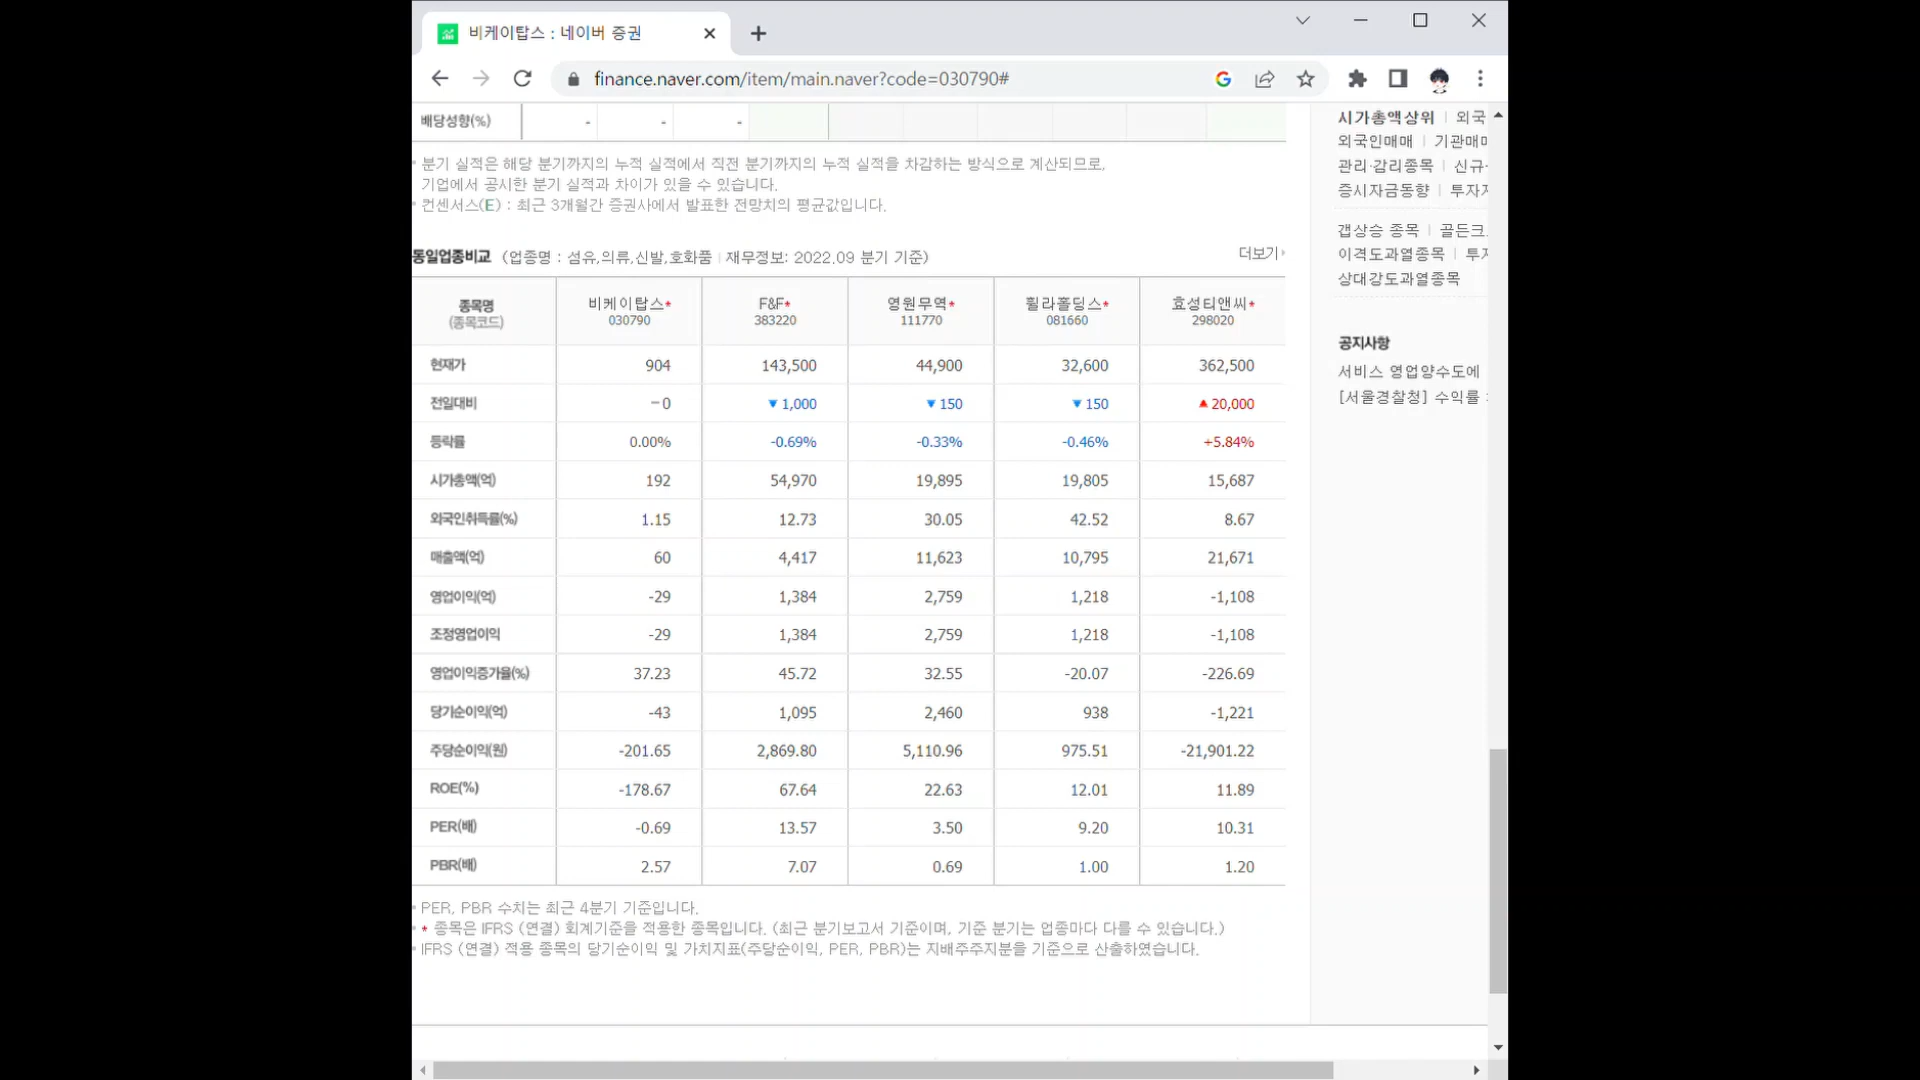 비케이탑스 : 네이버 증권
finance.naver.com/item/main.naver?code=030790#
배당성향(%) - - -
분기 실적은 해당 분기까지의 누적 실적에서 직전 분기까지의 누적 실적을 차감하는 방식으로 계산되므로,
기업에서 공시한 분기 실적과 차이가 있을 수 있습니다.
컨센서스(E) : 최근 3개월간 증권사에서 발표한 전망치의 평균값입니다.
동일업종비교 (업종명 : 섬유,의류,신발,호화품 | 재무정보: 2022.09 분기 기준) 더보기
종목명 비케이탑스* F&F* 영원무역* 휠라홀딩스* 효성티앤씨*
(종목코드) 030790 383220 111770 081660 298020
현재가 904 143,500 44,900 32,600 362,500
전일대비 0 ▼1,000 ▼150 ▼150 ▲20,000
등락률 0.00% -0.69% -0.33% -0.46% +5.84%
시가총액(억) 192 54,970 19,895 19,805 15,687
외국인취득률(%) 1.15 12.73 30.05 42.52 8.67
매출액(억) 60 4,417 11,623 10,795 21,671
영업이익(억) -29 1,384 2,759 1,218 -1,108
조정영업이익 -29 1,384 2,759 1,218 -1,108
영업이익증가율(%) 37.23 45.72 32.55 -20.07 -226.69
당기순이익(억) -43 1,095 2,460 938 -1,221
주당순이익(원) -201.65 2,869.80 5,110.96 975.51 -21,901.22
ROE(%) -178.67 67.64 22.63 12.01 11.89
PER(배) -0.69 13.57 3.50 9.20 10.31
PBR(배) 2.57 7.07 0.69 1.00 1.20
PER, PBR 수치는 최근 4분기 기준입니다.
* 종목은 IFRS (연결) 회계기준을 적용한 종목입니다. (최근 분기보고서 기준이며, 기준 분기는 업종마다 다를 수 있습니다.)
IFRS (연결) 적용 종목의 당기순이익 및 가치지표(주당순이익, PER, PBR)는 지배주주지분을 기준으로 산출하였습니다.
시가총액상위 | 외국
외국인매매 | 기관매매
관리·감리종목 | 신규
증시자금동향 | 투자
갭상승 종목 | 골든크
이격도과열종목 | 투
상대강도과열종목
공지사항
서비스 영업양수도에
[서울경찰청] 수익률